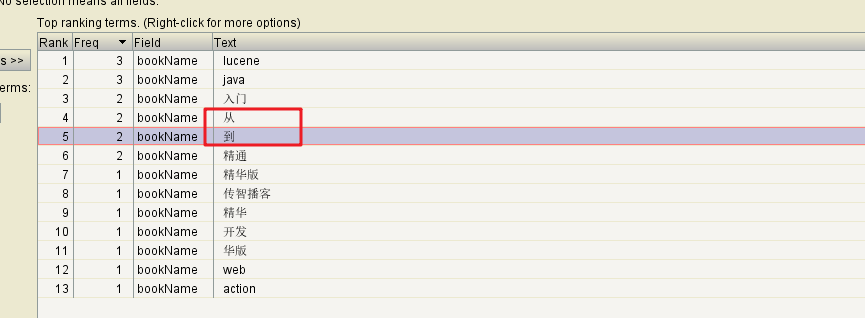 No selection means all fields.
Top ranking terms. (Right-click for more options)
s >>
erms:
Rank Freq Field Text
1 3 bookName lucene
2 3 bookName java
3 2 bookName 入门
4 2 bookName 从
5 2 bookName 到
6 2 bookName 精通
7 1 bookName 精华版
8 1 bookName 传智播客
9 1 bookName 精华
10 1 bookName 开发
11 1 bookName 华版
12 1 bookName web
13 1 bookName action